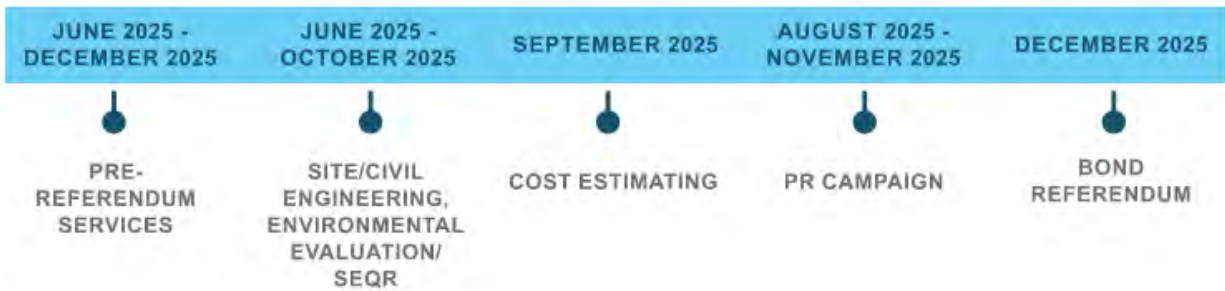 JUNE 2025 -
DECEMBER 2025
JUNE 2025 -
OCTOBER 2025
SEPTEMBER 2025
AUGUST 2025 -
NOVEMBER 2025
DECEMBER 2025
PRE-
REFERENDUM
SERVICES
SITE/CIVIL
ENGINEERING,
ENVIRONMENTAL
EVALUATION/
SEQR
COST ESTIMATING
PR CAMPAIGN
BOND
REFERENDUM